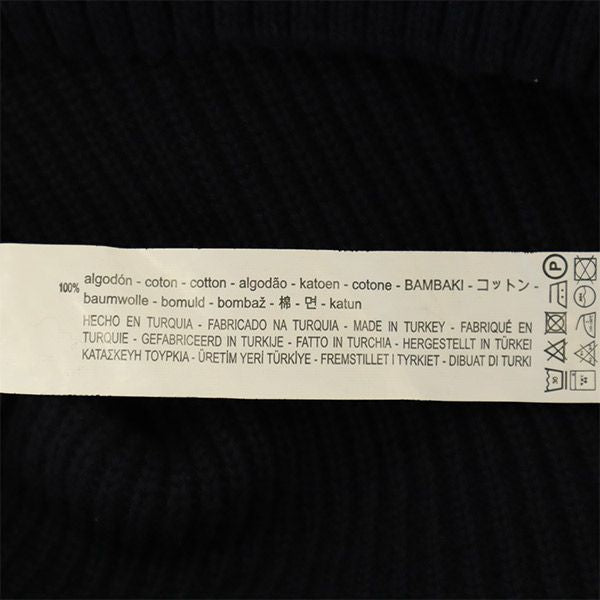 100% algodón - coton - cotton - algodão - katoen - cotone - BAMBAKI - コットン -
baumwolle - bomuld - bombaž - 棉 - 면 - katun
HECHO EN TURQUIA - FABRICADO NA TURQUIA - MADE IN TURKEY - FABRIQUÉ EN
TURQUIE - GEFABRICEERD IN TURKIJE - FATTO IN TURCHIA - HERGESTELLT IN TÜRKEI
ΚΑΤΑΣΚΕΥΗ ΤΟΥΡΚΙΑ - ÜRETİM YERİ TÜRKİYE - FREMSTILLET I TYRKIET - DIBUAT DI TURKI
P
30